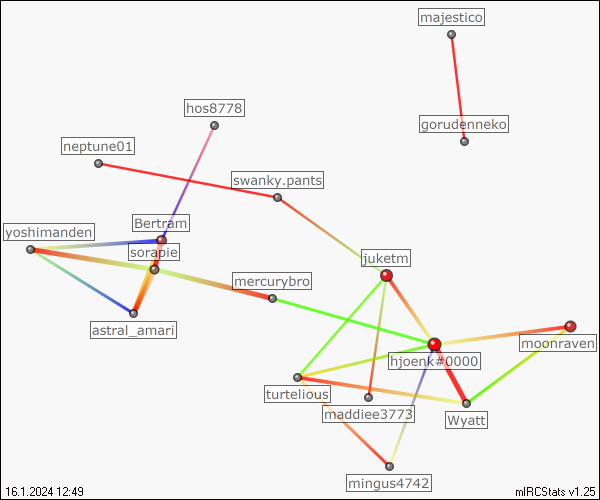 majestico
hos8778
gorudenneko
neptune01
swanky.pants
Bertram
yoshimanden
sorapie
juketm
mercurybro
astral_amari
moonraven
hjoenk#0000
turtelious
maddiee3773
Wyatt
mingus4742
16.1.2024 12:49
mIRCStats v1.25